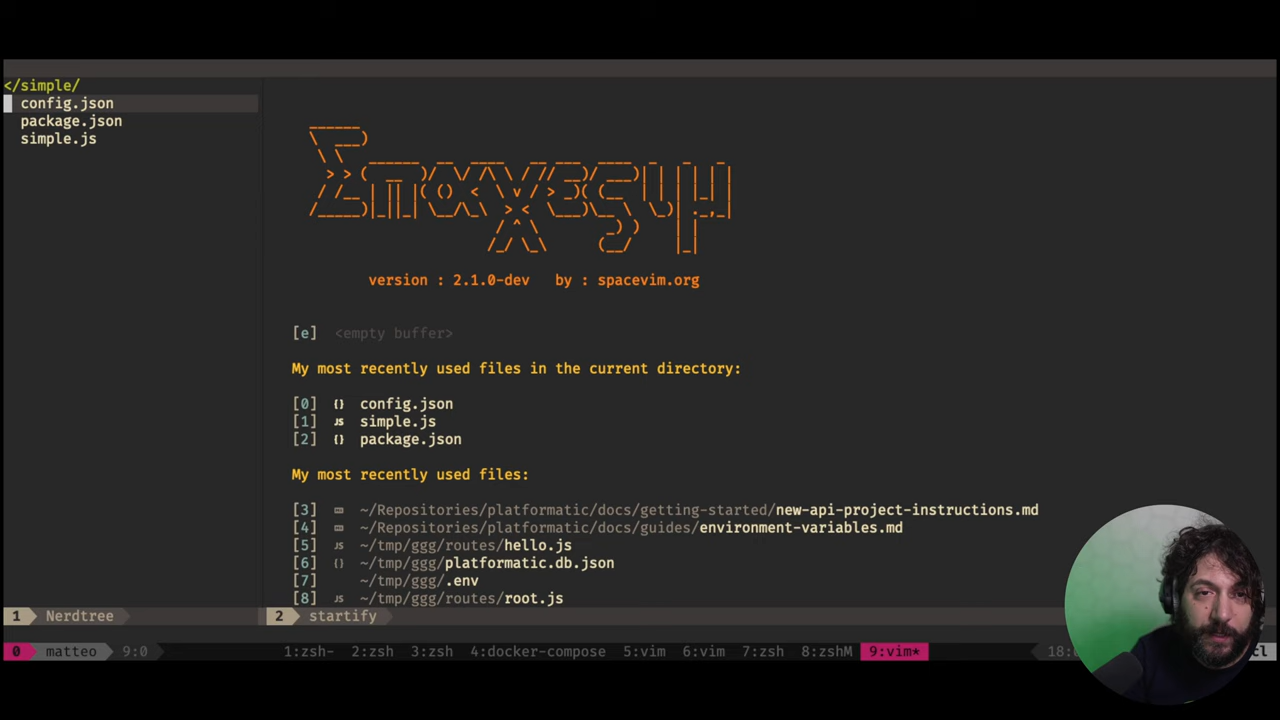 </simple/
config.json
package.json
simple.js
version : 2.1.0-dev by : spacevim.org
[e] <empty buffer>
My most recently used files in the current directory:
[0] {} config.json
[1] JS simple.js
[2] {} package.json
My most recently used files:
[3] ~/Repositories/platformatic/docs/getting-started/new-api-project-instructions.md
[4] ~/Repositories/platformatic/docs/guides/environment-variables.md
[5] JS ~/tmp/ggg/routes/hello.js
[6] {} ~/tmp/ggg/platformatic.db.json
[7] ~/tmp/ggg/.env
[8] JS ~/tmp/ggg/routes/root.js
1 Nerdtree 2 startify
0 matteo 9:0 1:zsh- 2:zsh 3:zsh 4:docker-compose 5:vim 6:vim 7:zsh 8:zshM 9:vim*